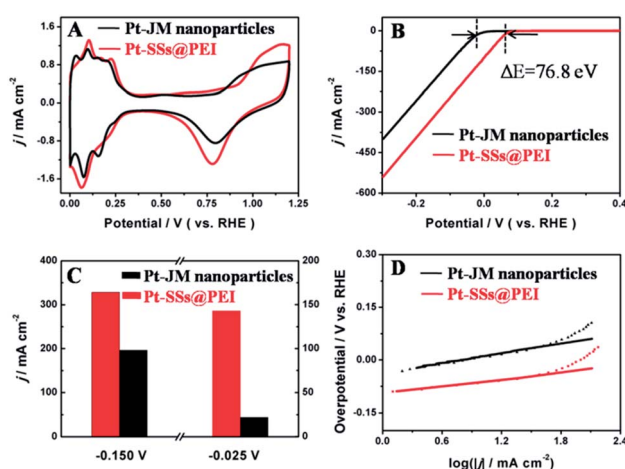 A
Pt-JM nanoparticles
Pt-SSs@PEI
j / mA cm⁻²
1.6
0.8
0.0
-0.8
-1.6
0.00 0.25 0.50 0.75 1.00 1.25
Potential / V ( vs. RHE )
B
ΔE=76.8 eV
Pt-JM nanoparticles
Pt-SSs@PEI
j / mA cm⁻²
0
-150
-300
-450
-600
0.0 0.2 0.4
Potential / V ( vs. RHE )
C
Pt-JM nanoparticles
Pt-SSs@PEI
j / mA cm⁻²
400
300
200
100
0
200
150
100
50
0
-0.150 V -0.025 V
D
Pt-JM nanoparticles
Pt-SSs@PEI
Overpotential / V vs. RHE
0.30
0.15
0.00
-0.15
0.0 0.6 1.2 1.8 2.4
log(|j| / mA cm⁻²)